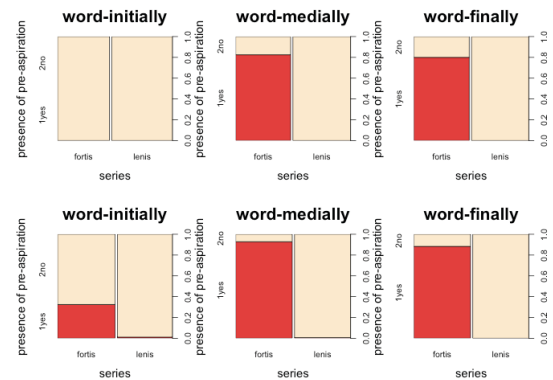 word-initially
presence of pre-aspiration
1yes
2no
0.0 0.2 0.4 0.6 0.8 1.0
fortis
lenis
series
word-medially
presence of pre-aspiration
1yes
2no
0.0 0.2 0.4 0.6 0.8 1.0
fortis
lenis
series
word-finally
presence of pre-aspiration
1yes
2no
0.0 0.2 0.4 0.6 0.8 1.0
fortis
lenis
series
word-initially
presence of pre-aspiration
1yes
2no
0.0 0.2 0.4 0.6 0.8 1.0
fortis
lenis
series
word-medially
presence of pre-aspiration
1yes
2no
0.0 0.2 0.4 0.6 0.8 1.0
fortis
lenis
series
word-finally
presence of pre-aspiration
1yes
2no
0.0 0.2 0.4 0.6 0.8 1.0
fortis
lenis
series